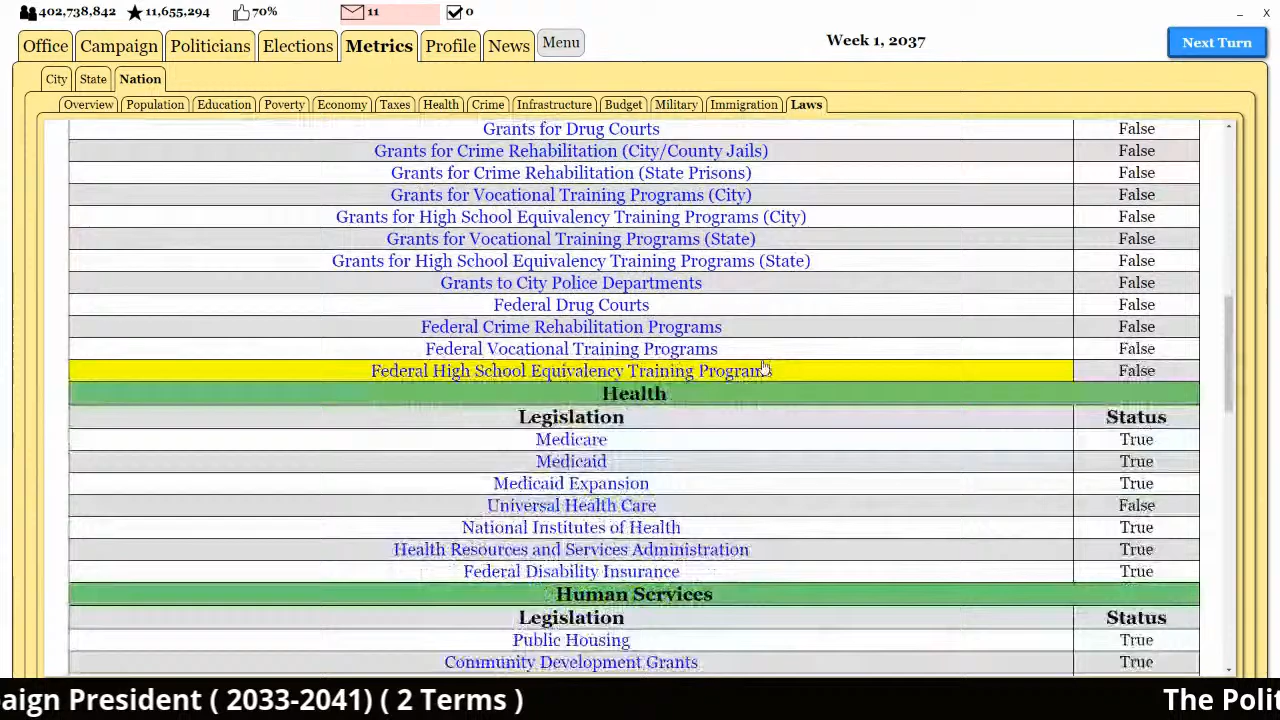 402,738,842 11,655,294 70% 11 0
Office Campaign Politicians Elections Metrics Profile News Menu Week 1, 2037 Next Turn
City State Nation
Overview Population Education Poverty Economy Taxes Health Crime Infrastructure Budget Military Immigration Laws
Grants for Drug Courts False
Grants for Crime Rehabilitation (City/County Jails) False
Grants for Crime Rehabilitation (State Prisons) False
Grants for Vocational Training Programs (City) False
Grants for High School Equivalency Training Programs (City) False
Grants for Vocational Training Programs (State) False
Grants for High School Equivalency Training Programs (State) False
Grants to City Police Departments False
Federal Drug Courts False
Federal Crime Rehabilitation Programs False
Federal Vocational Training Programs False
Federal High School Equivalency Training Programs False
Health
Legislation Status
Medicare True
Medicaid True
Medicaid Expansion True
Universal Health Care False
National Institutes of Health True
Health Resources and Services Administration True
Federal Disability Insurance True
Human Services
Legislation Status
Public Housing True
Community Development Grants True
aign President ( 2033-2041) ( 2 Terms ) The Polit